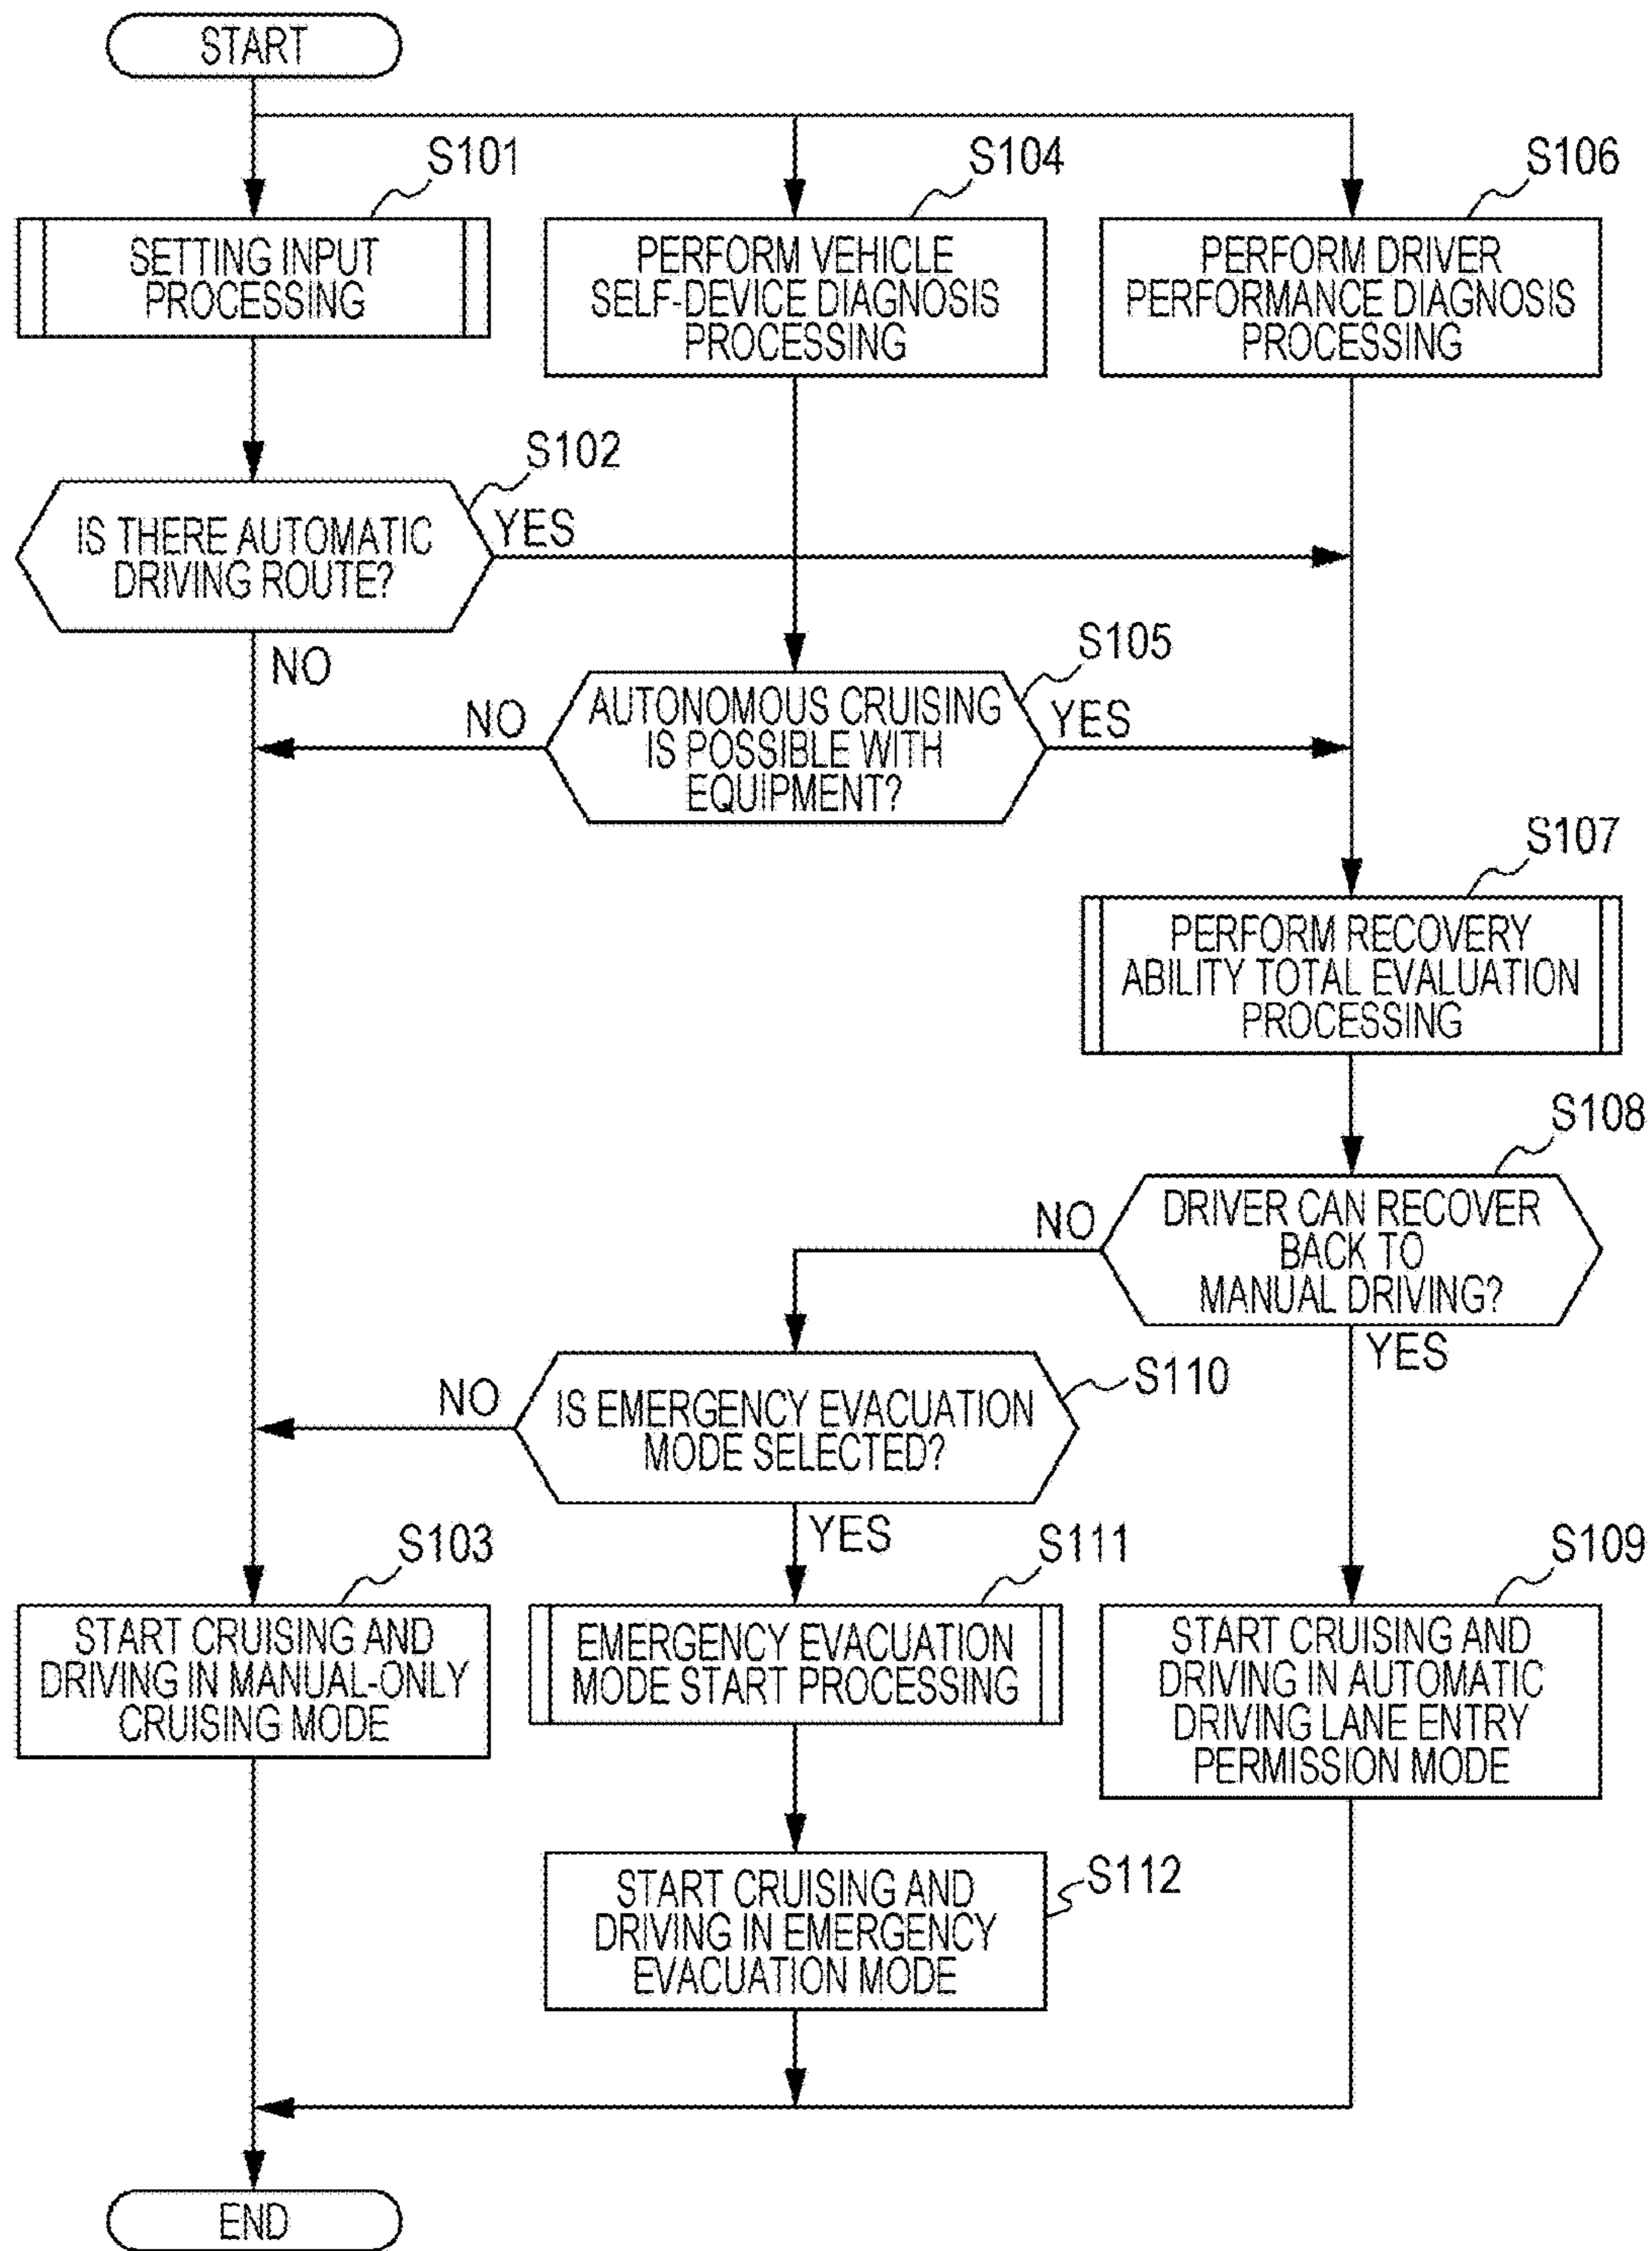 START
S101
S104
S106
SETTING INPUT
PROCESSING
PERFORM VEHICLE
SELF-DEVICE DIAGNOSIS
PROCESSING
PERFORM DRIVER
PERFORMANCE DIAGNOSIS
PROCESSING
S102
IS THERE AUTOMATIC
DRIVING ROUTE?
YES
NO
S105
AUTONOMOUS CRUISING
IS POSSIBLE WITH
EQUIPMENT?
NO
YES
S107
PERFORM RECOVERY
ABILITY TOTAL EVALUATION
PROCESSING
S108
DRIVER CAN RECOVER
BACK TO
MANUAL DRIVING?
NO
YES
S110
IS EMERGENCY EVACUATION
MODE SELECTED?
NO
YES
S103
START CRUISING AND
DRIVING IN MANUAL-ONLY
CRUISING MODE
S111
EMERGENCY EVACUATION
MODE START PROCESSING
S109
START CRUISING AND
DRIVING IN AUTOMATIC
DRIVING LANE ENTRY
PERMISSION MODE
S112
START CRUISING AND
DRIVING IN EMERGENCY
EVACUATION MODE
END